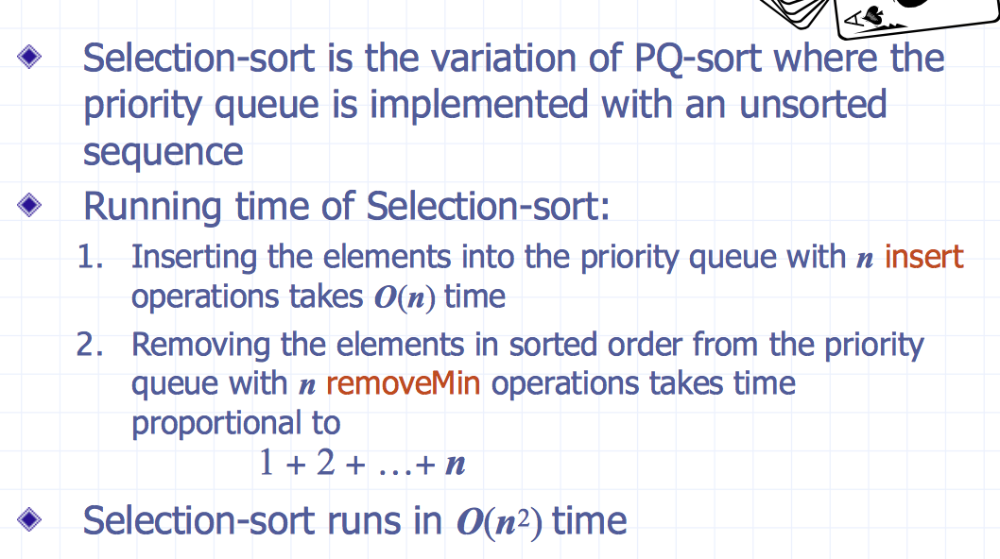 A
Selection-sort is the variation of PQ-sort where the
priority queue is implemented with an unsorted
sequence
Running time of Selection-sort:
1. Inserting the elements into the priority queue with n insert
operations takes O(n) time
2. Removing the elements in sorted order from the priority
queue with n removeMin operations takes time
proportional to
1 + 2 + …+ n
Selection-sort runs in O(n²) time